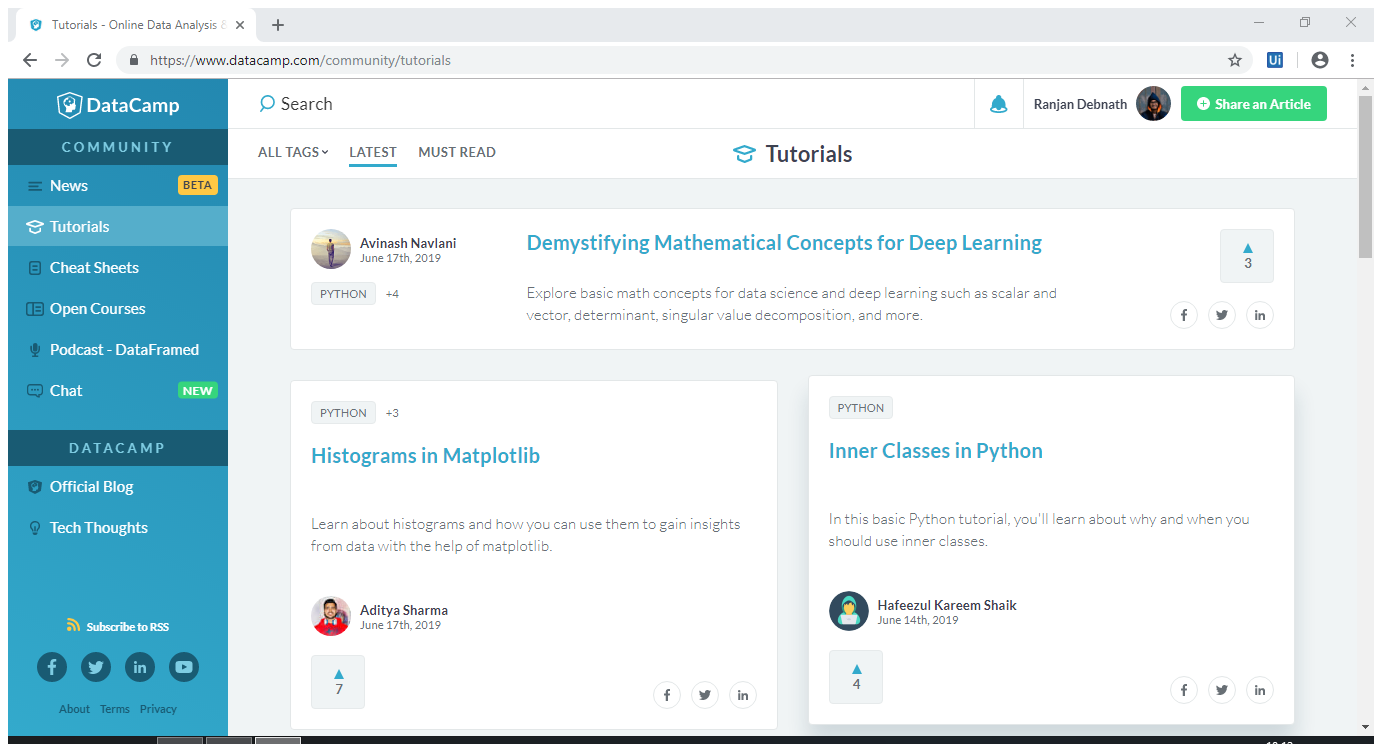 Tutorials - Online Data Analysis &
https://www.datacamp.com/community/tutorials
Ui
DataCamp
COMMUNITY
News BETA
Tutorials
Cheat Sheets
Open Courses
Podcast - DataFramed
Chat NEW
DATACAMP
Official Blog
Tech Thoughts
Subscribe to RSS
About Terms Privacy
Search
Ranjan Debnath
Share an Article
ALL TAGS LATEST MUST READ
Tutorials
Avinash Navlani
June 17th, 2019
PYTHON +4
Demystifying Mathematical Concepts for Deep Learning
Explore basic math concepts for data science and deep learning such as scalar and
vector, determinant, singular value decomposition, and more.
3
PYTHON +3
Histograms in Matplotlib
Learn about histograms and how you can use them to gain insights
from data with the help of matplotlib.
Aditya Sharma
June 17th, 2019
7
PYTHON
Inner Classes in Python
In this basic Python tutorial, you'll learn about why and when you
should use inner classes.
Hafeezul Kareem Shaik
June 14th, 2019
4